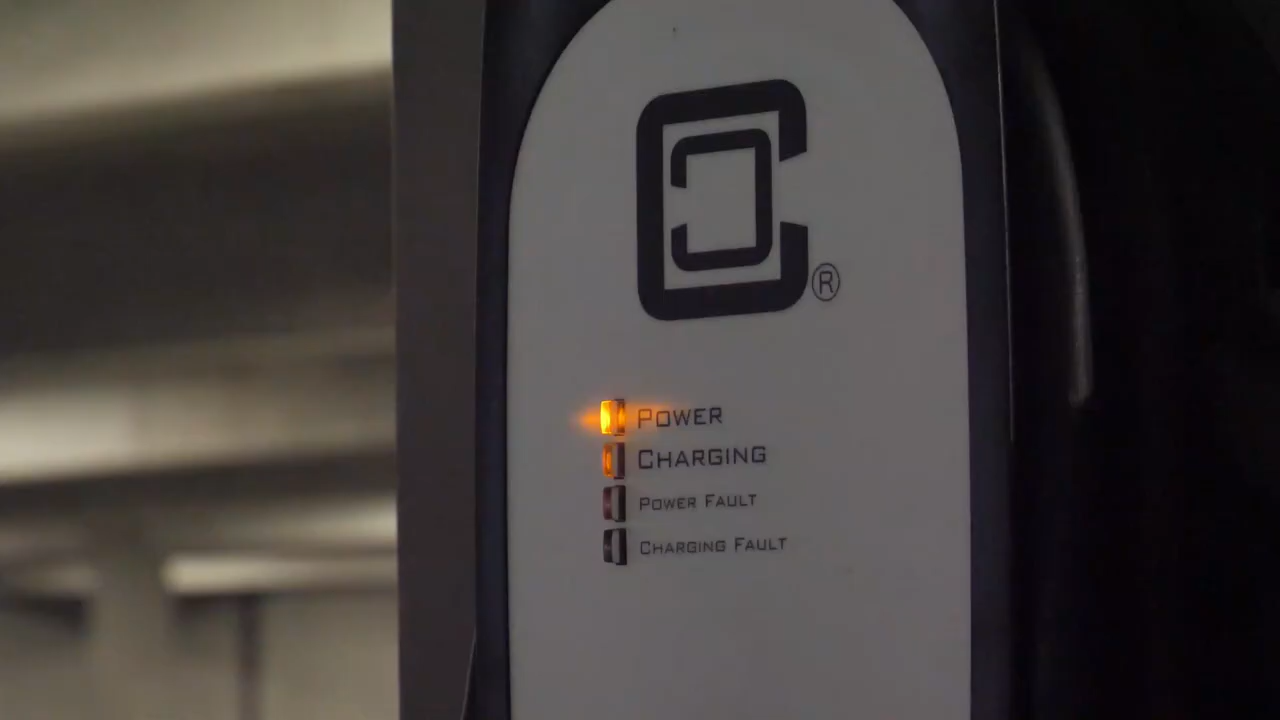 ®
POWER
CHARGING
POWER FAULT
CHARGING FAULT